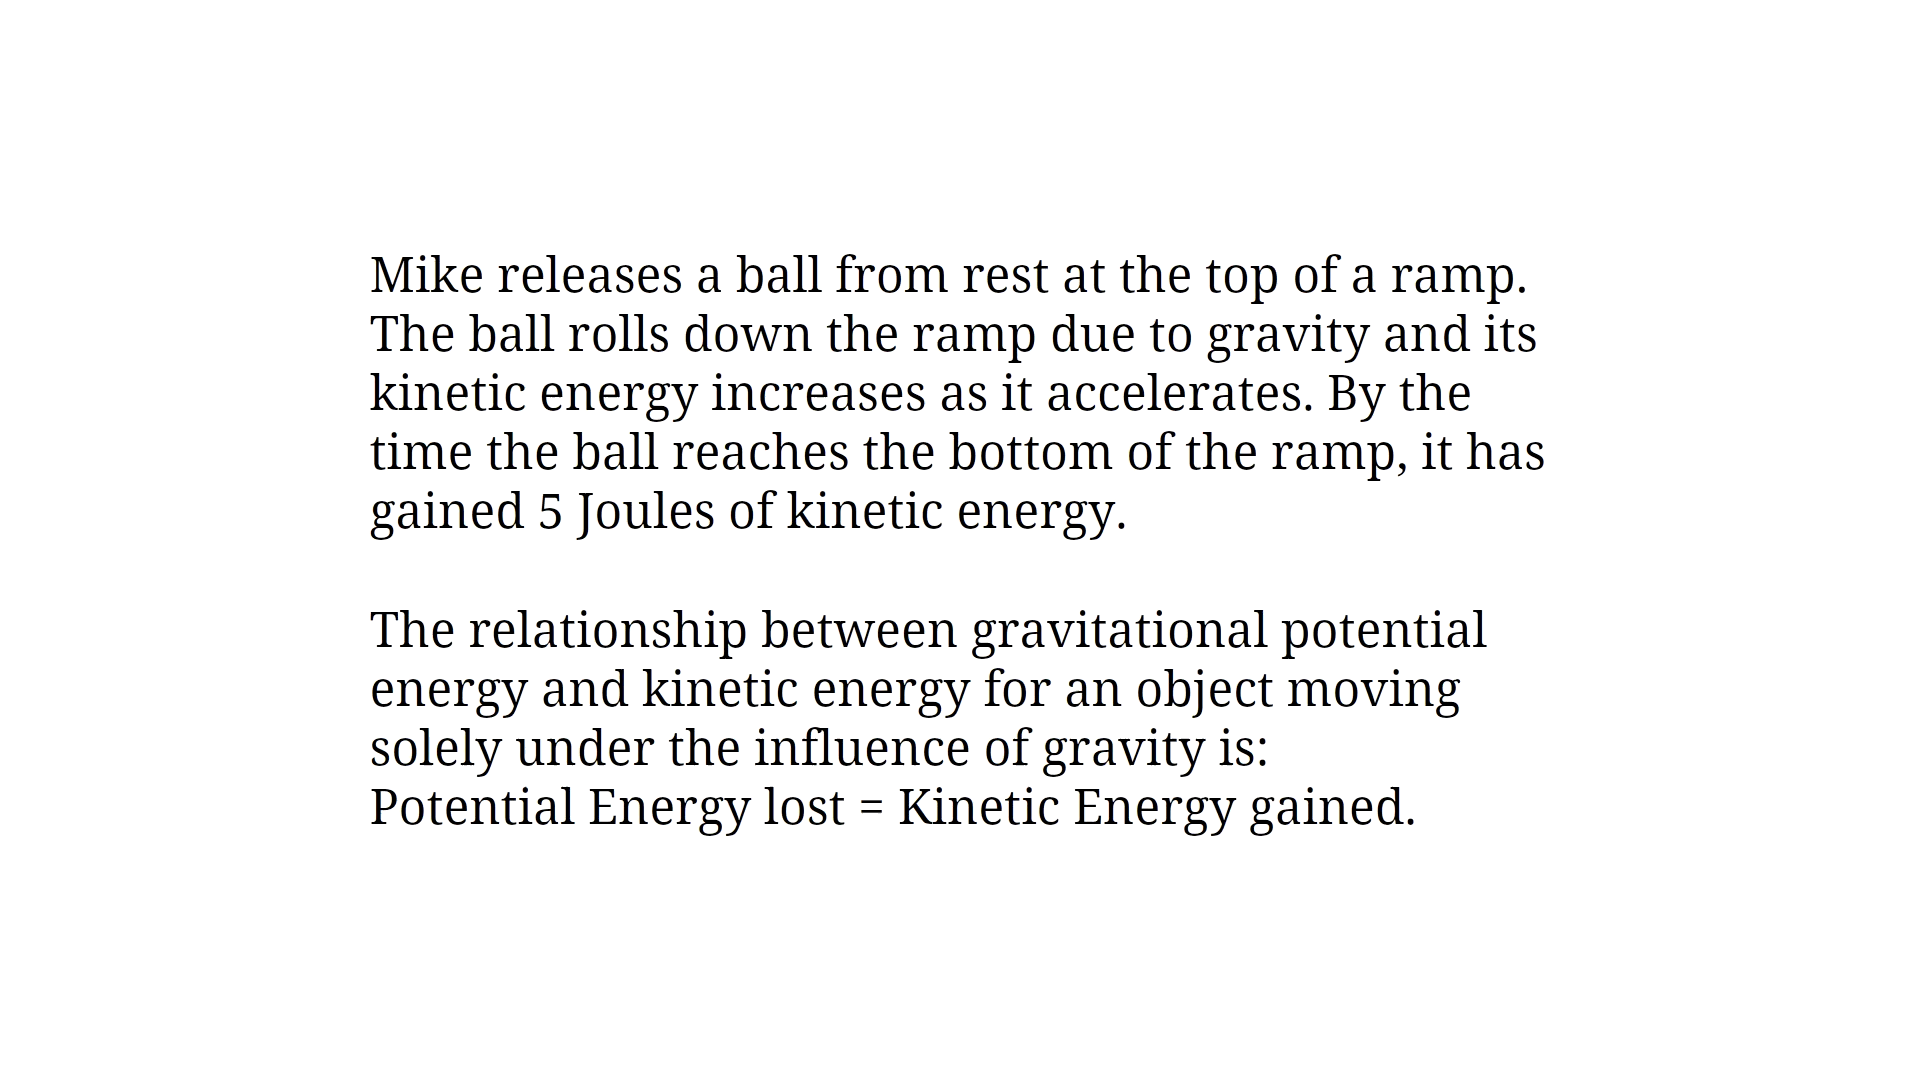 Mike releases a ball from rest at the top of a ramp.
The ball rolls down the ramp due to gravity and its
kinetic energy increases as it accelerates. By the
time the ball reaches the bottom of the ramp, it has
gained 5 Joules of kinetic energy.
The relationship between gravitational potential
energy and kinetic energy for an object moving
solely under the influence of gravity is:
Potential Energy lost = Kinetic Energy gained.